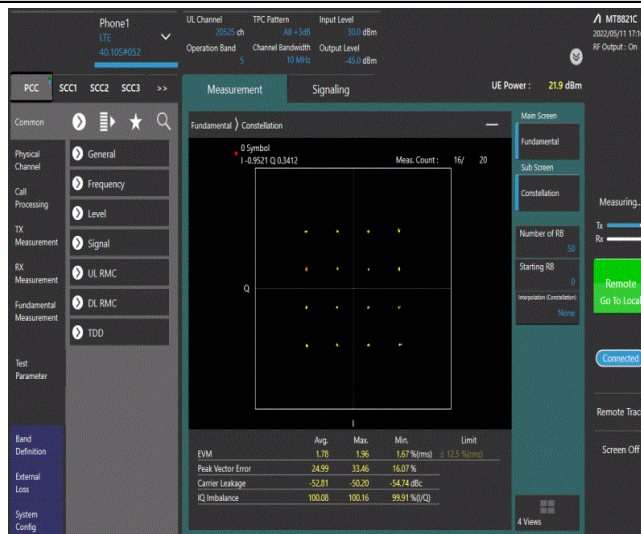 Phone1
LTE
40.10S#052
UL Channel
20525 ch
TPC Pattern
All +3dB
Input Level
30.0 dBm
Operation Band
5
Channel Bandwidth
10 MHz
Output Level
-45.0 dBm
MT8821C
2022/05/11 17:16
RF Output : On
PCC SCC1 SCC2 SCC3 >>
Measurement Signaling
UE Power : 21.9 dBm
Common
Physical
Channel
Call
Processing
TX
Measurement
RX
Measurement
Fundamental
Measurement
Test
Parameter
Band
Definition
External
Loss
System
Config
General
Frequency
Level
Signal
UL RMC
DL RMC
TDD
Fundamental 〉 Constellation
0 Symbol
I -0.9521 Q 0.3412
Meas. Count : 16/ 20
Q
I
Avg. Max. Min. Limit
EVM 1.78 1.96 1.67 %(rms) ≤ 12.5 %(rms)
Peak Vector Error 24.99 33.46 16.07 %
Carrier Leakage -52.81 -50.20 -54.74 dBc
IQ Imbalance 100.08 100.16 99.91 %(I/Q)
Main Screen
Fundamental
Sub Screen
Constellation
Number of RB
50
Starting RB
0
Interpolation (Constellation)
None
4 Views
Measuring..
Tx
Rx
Remote
Go To Local
Connected
Remote Trac
Screen Off